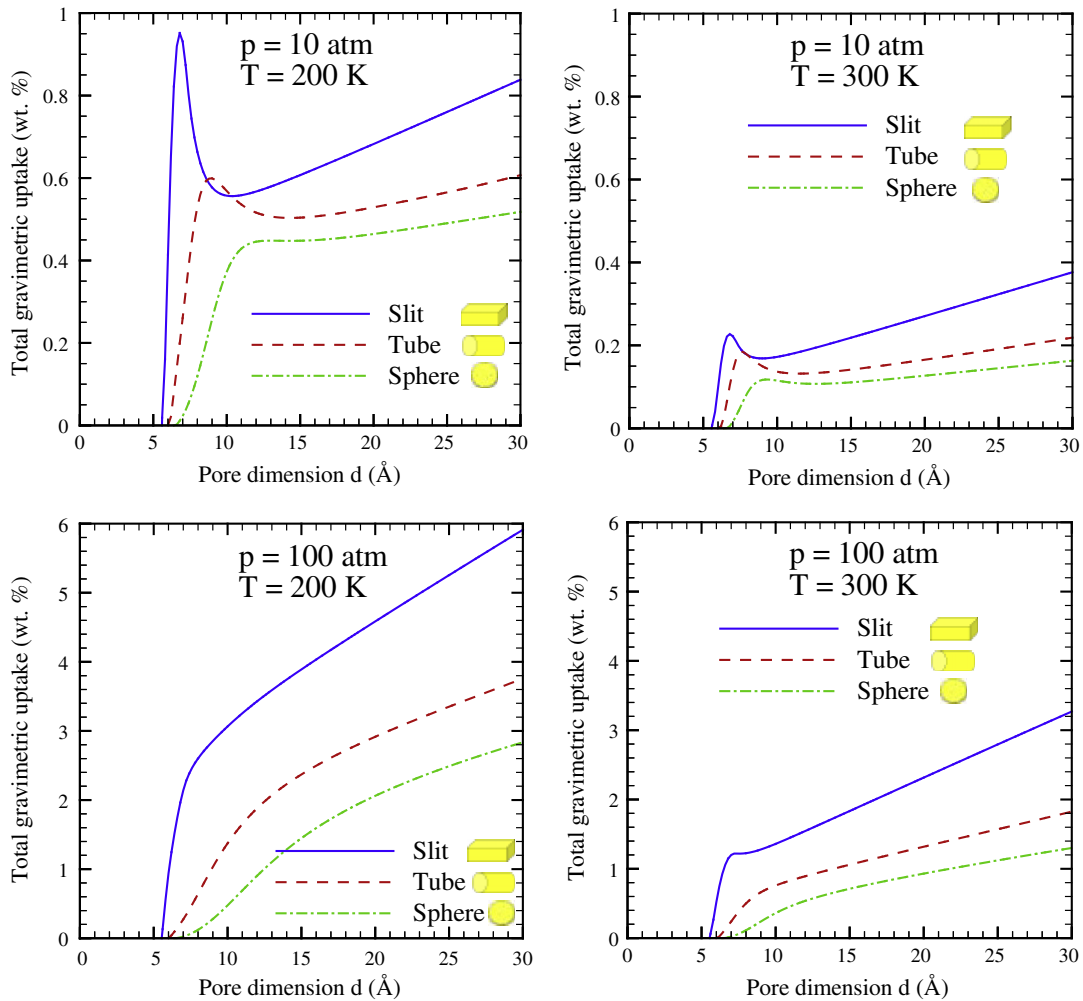 p = 10 atm
T = 200 K
Total gravimetric uptake (wt. %)
1
0.8
0.6
0.4
0.2
0
Slit
Tube
Sphere
0 5 10 15 20 25 30
Pore dimension d (Å)
p = 10 atm
T = 300 K
Total gravimetric uptake (wt. %)
1
0.8
0.6
0.4
0.2
0
Slit
Tube
Sphere
0 5 10 15 20 25 30
Pore dimension d (Å)
p = 100 atm
T = 200 K
Total gravimetric uptake (wt. %)
6
5
4
3
2
1
0
Slit
Tube
Sphere
0 5 10 15 20 25 30
Pore dimension d (Å)
p = 100 atm
T = 300 K
Total gravimetric uptake (wt. %)
6
5
4
3
2
1
0
Slit
Tube
Sphere
0 5 10 15 20 25 30
Pore dimension d (Å)